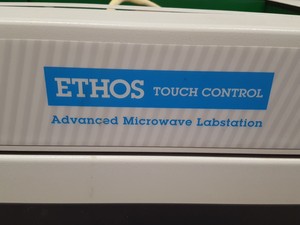 ETHOS TOUCH CONTROL
Advanced Microwave Labstation